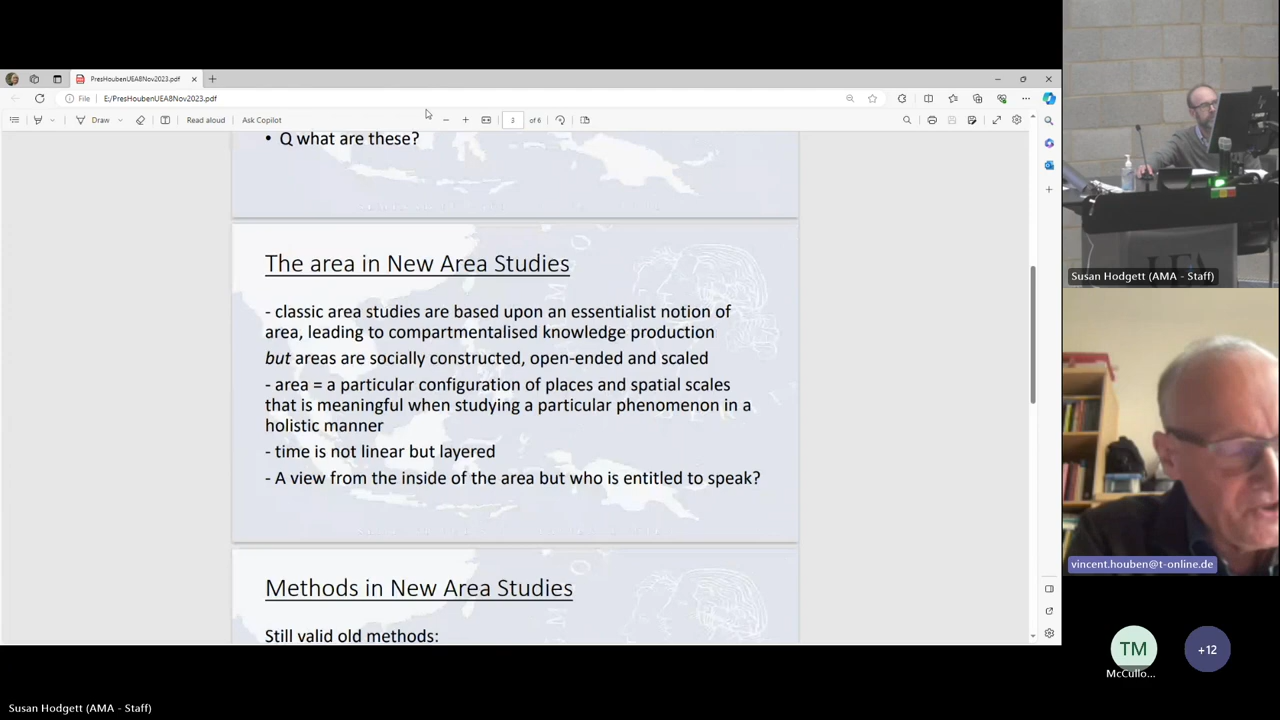 PresHoubenUEA8Nov2023.pdf
File
E:/PresHoubenUEA8Nov2023.pdf
Draw
Read aloud
Ask Copilot
3
of 6
• Q what are these?
The area in New Area Studies
- classic area studies are based upon an essentialist notion of
area, leading to compartmentalised knowledge production
but areas are socially constructed, open-ended and scaled
- area = a particular configuration of places and spatial scales
that is meaningful when studying a particular phenomenon in a
holistic manner
- time is not linear but layered
- A view from the inside of the area but who is entitled to speak?
Methods in New Area Studies
Still valid old methods:
UEA
Susan Hodgett (AMA - Staff)
vincent.houben@t-online.de
TM
McCullo...
+12
Susan Hodgett (AMA - Staff)